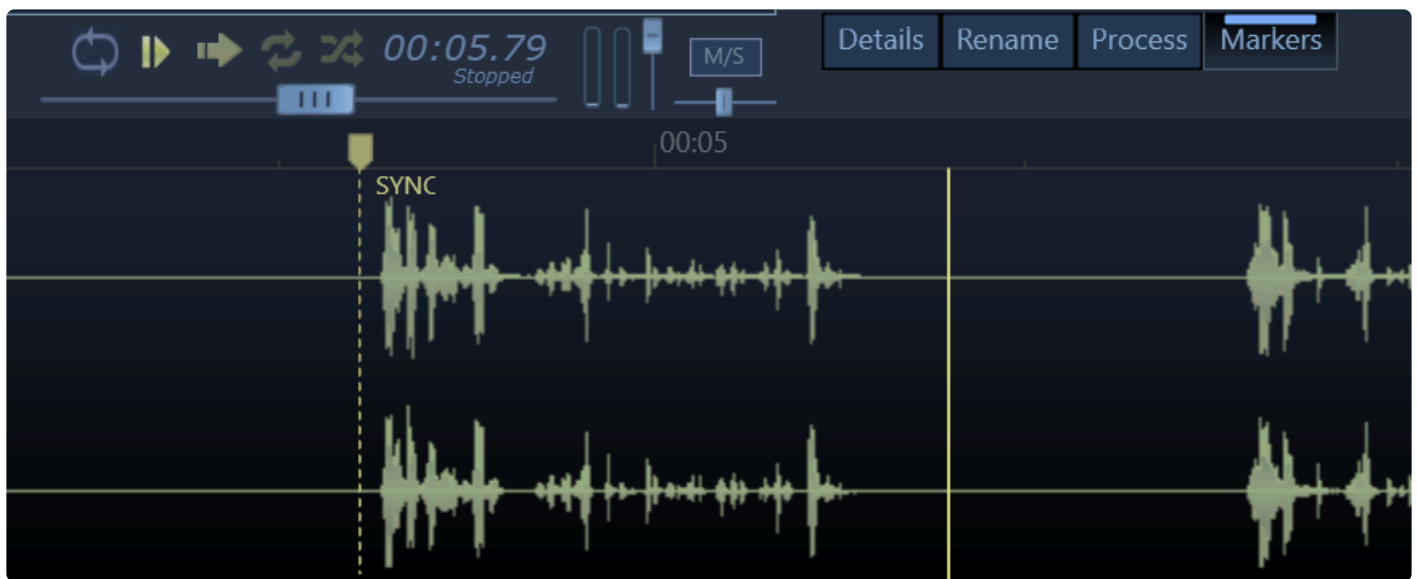 00:05.79
Stopped
M/S
Details
Rename
Process
Markers
00:05
SYNC